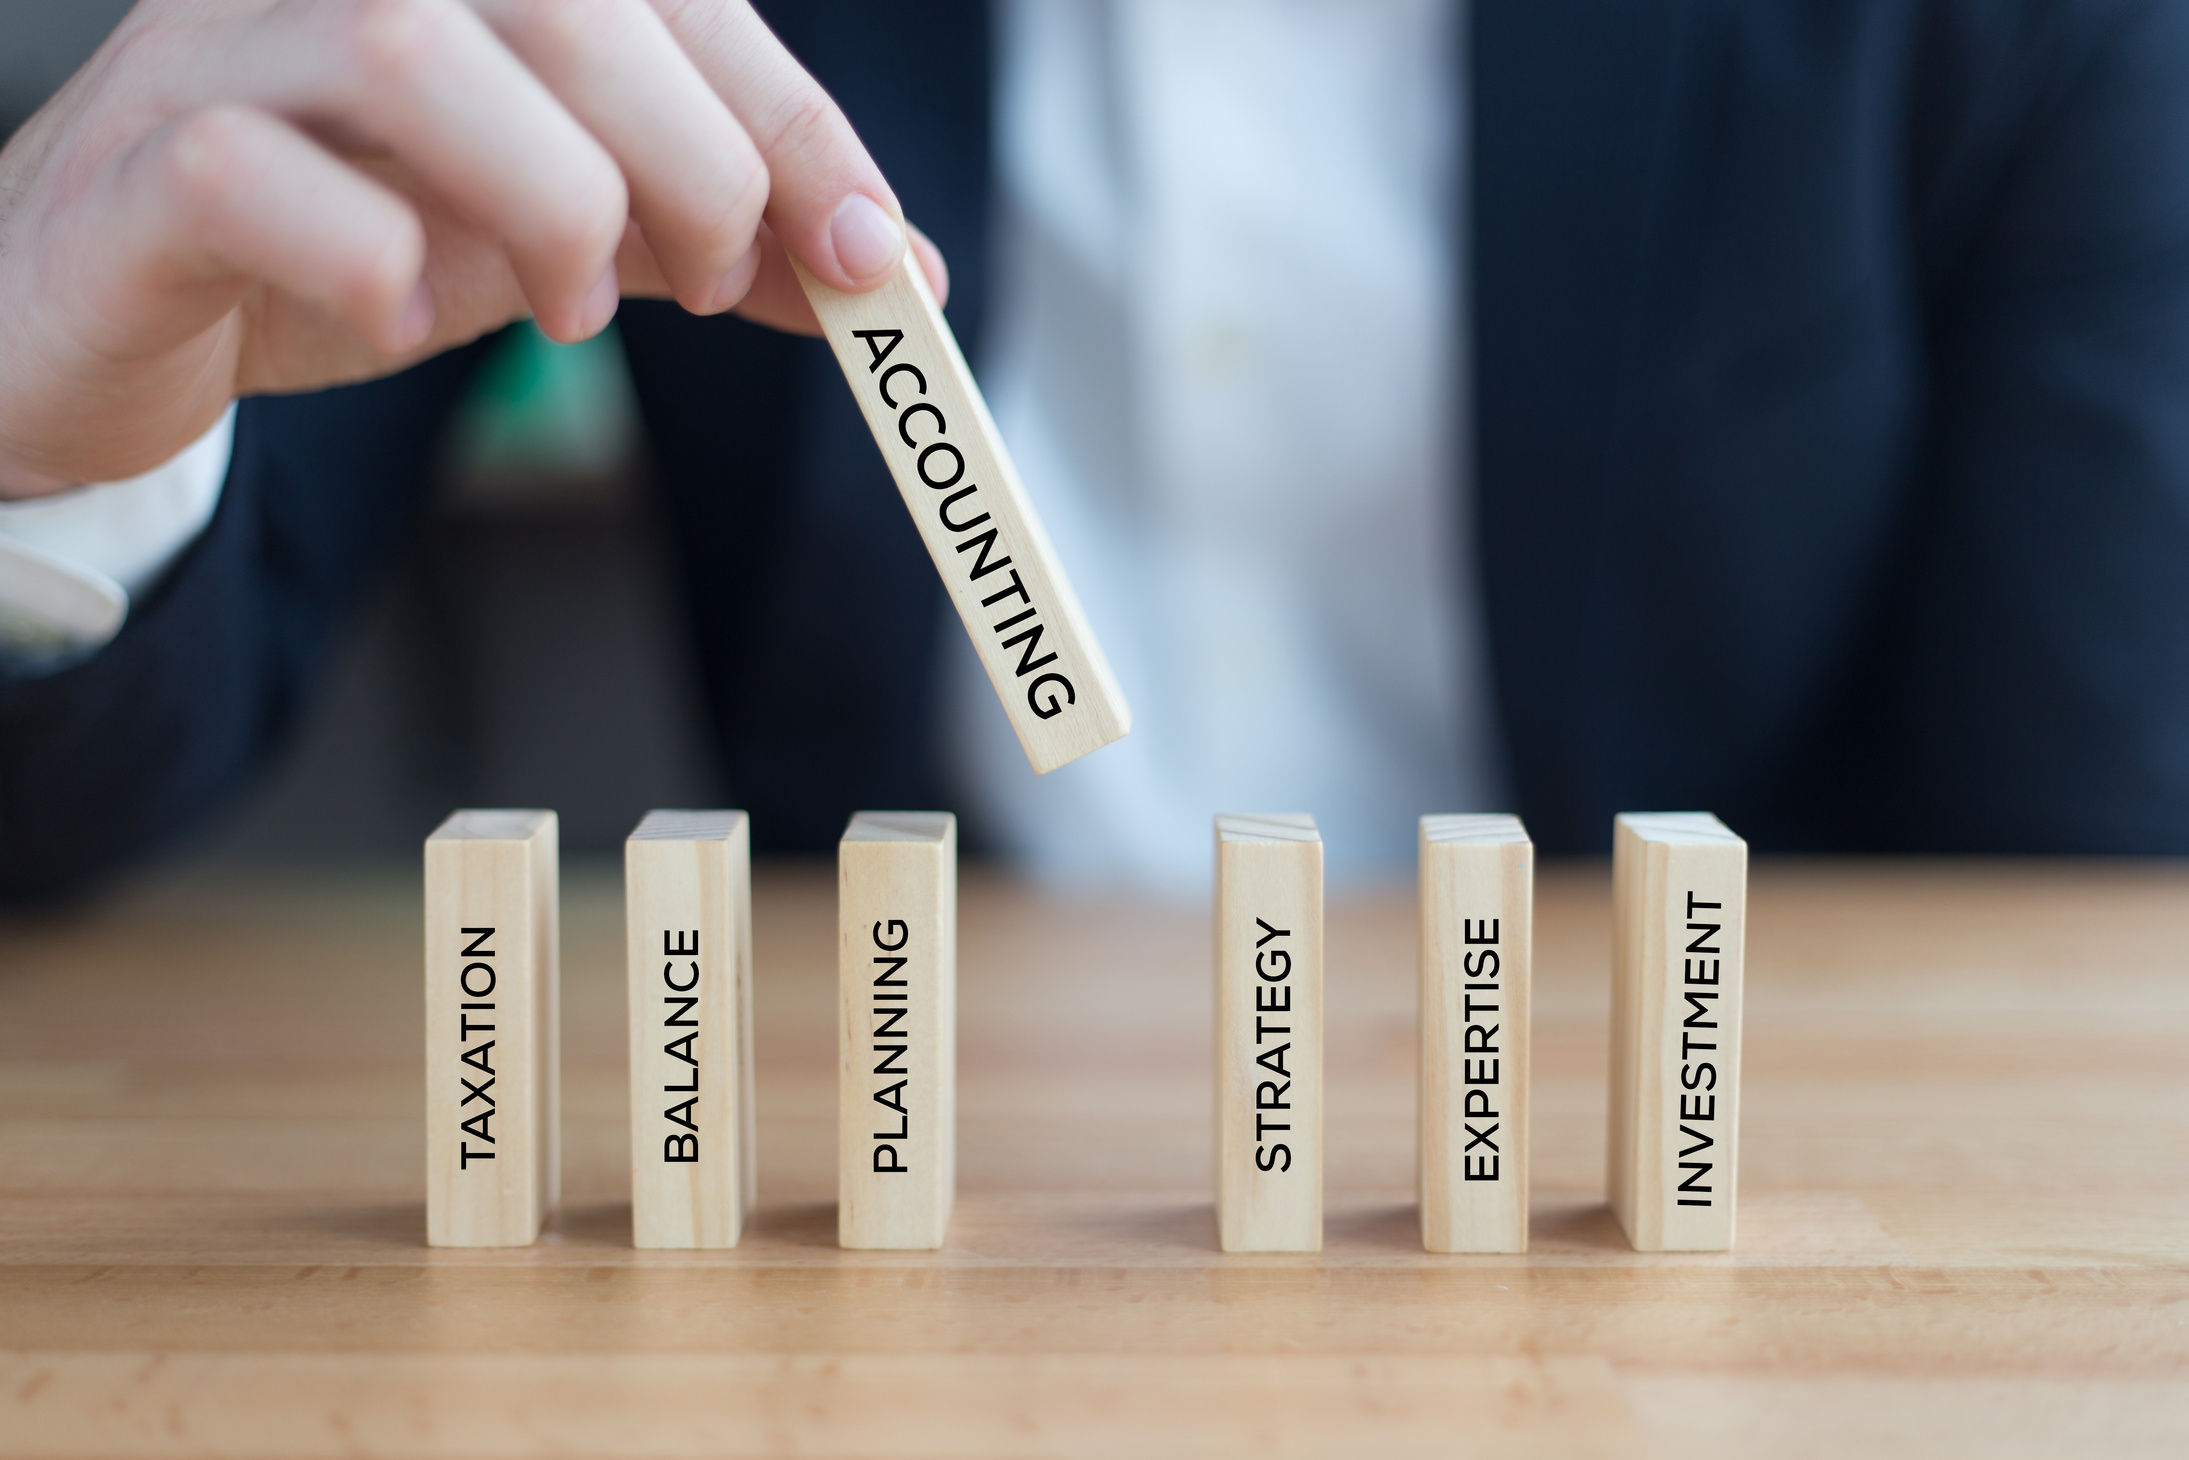 ACCOUNTING
TAXATION
BALANCE
PLANNING
STRATEGY
EXPERTISE
INVESTMENT